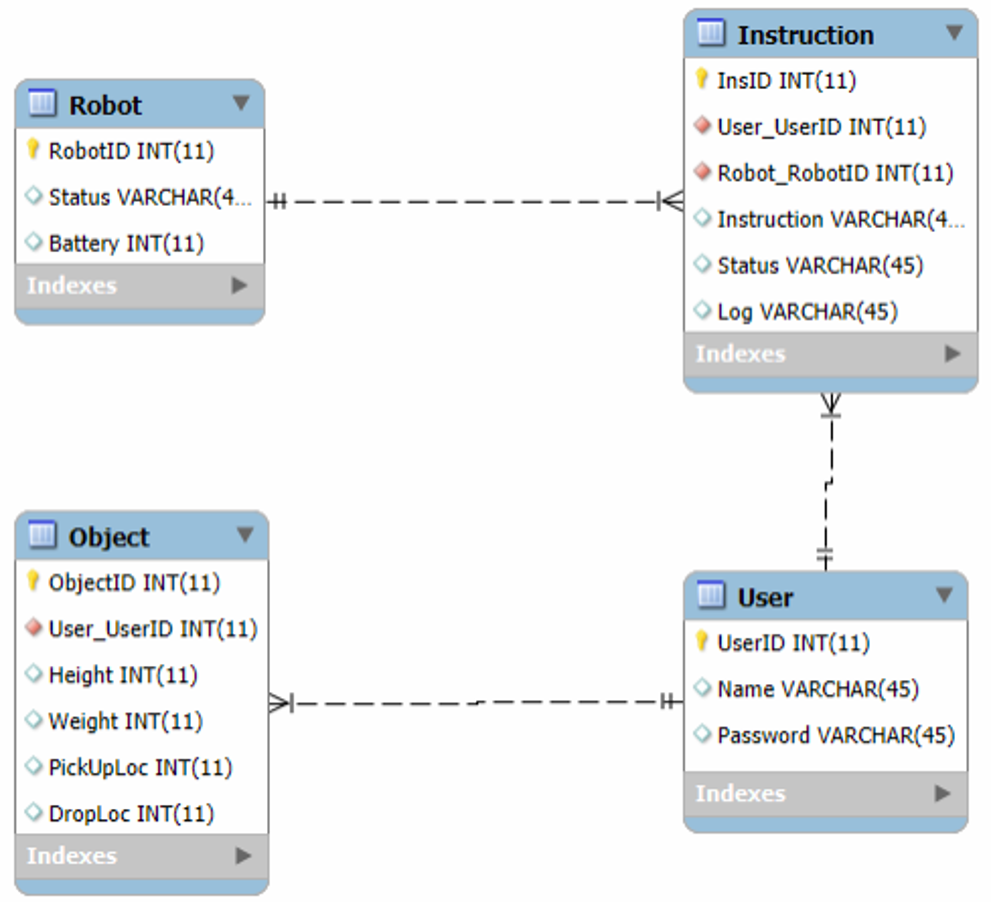 Robot
RobotID INT(11)
Status VARCHAR(4...
Battery INT(11)
Indexes
Instruction
InsID INT(11)
User_UserID INT(11)
Robot_RobotID INT(11)
Instruction VARCHAR(4...
Status VARCHAR(45)
Log VARCHAR(45)
Indexes
Object
ObjectID INT(11)
User_UserID INT(11)
Height INT(11)
Weight INT(11)
PickUpLoc INT(11)
DropLoc INT(11)
Indexes
User
UserID INT(11)
Name VARCHAR(45)
Password VARCHAR(45)
Indexes